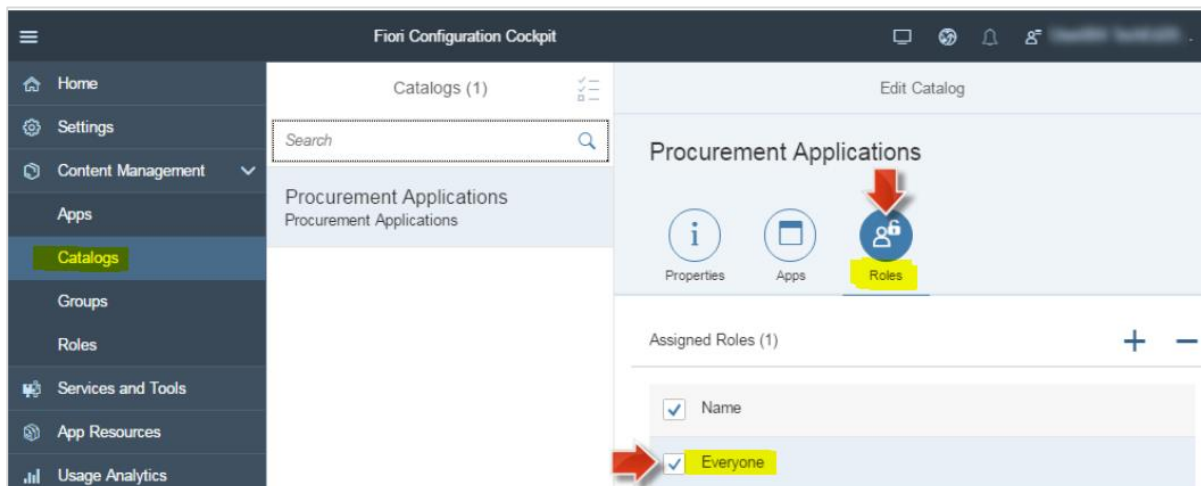 Fiori Configuration Cockpit
Home
Settings
Content Management
Apps
Catalogs
Groups
Roles
Services and Tools
App Resources
Usage Analytics
Catalogs (1)
Search
Procurement Applications
Procurement Applications
Edit Catalog
Procurement Applications
Properties
Apps
Roles
Assigned Roles (1)
Name
Everyone